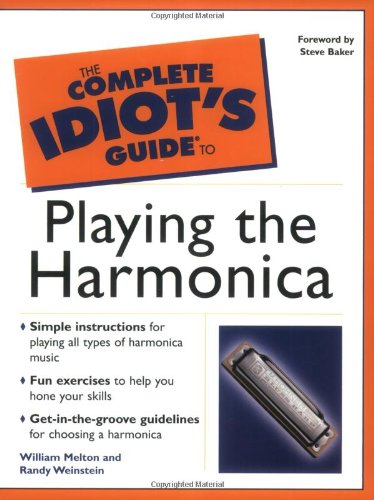 Copyrighted Material
Foreword by
Steve Baker
THE
COMPLETE
IDIOT'S
GUIDE® TO
Playing the
Harmonica
♦ Simple instructions for
playing all types of harmonica
music
♦ Fun exercises to help you
hone your skills
♦ Get-in-the-groove guidelines
for choosing a harmonica
William Melton and
Randy Weinstein
Copyrighted Material